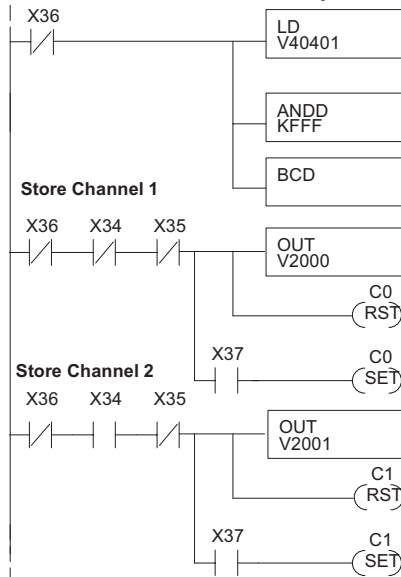 X36
LD
V40401
ANDD
KFFF
BCD
Store Channel 1
X36 X34 X35
OUT
V2000
C0
RST
X37 C0
SET
Store Channel 2
X36 X34 X35
OUT
V2001
C1
RST
X37 C1
SET